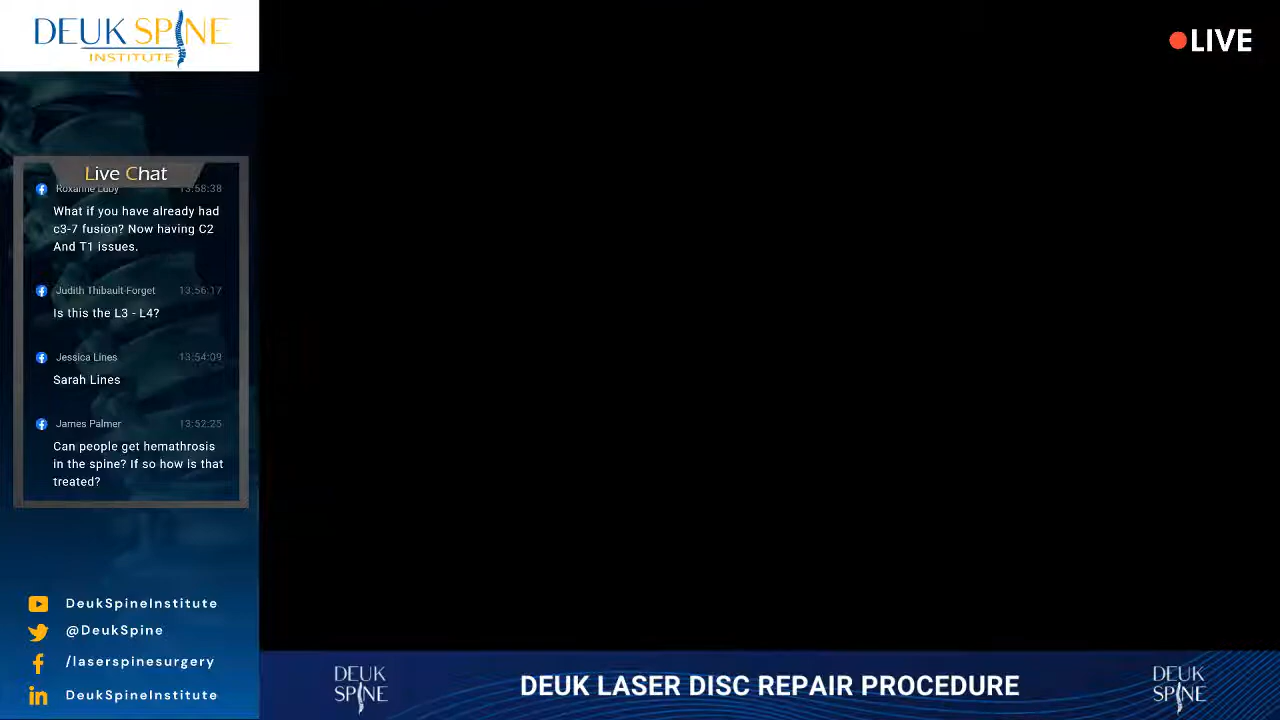 DEUK SPINE
INSTITUTE
LIVE
Live Chat
Roxanne Luby 13:58:38
What if you have already had
c3-7 fusion? Now having C2
And T1 issues.
Judith Thibault-Forget 13:56:17
Is this the L3 - L4?
Jessica Lines 13:54:09
Sarah Lines
James Palmer 13:52:25
Can people get hemathrosis
in the spine? If so how is that
treated?
DeukSpineInstitute
@DeukSpine
/laserspinesurgery
DeukSpineInstitute
DEUK
SPINE
DEUK LASER DISC REPAIR PROCEDURE
DEUK
SPINE